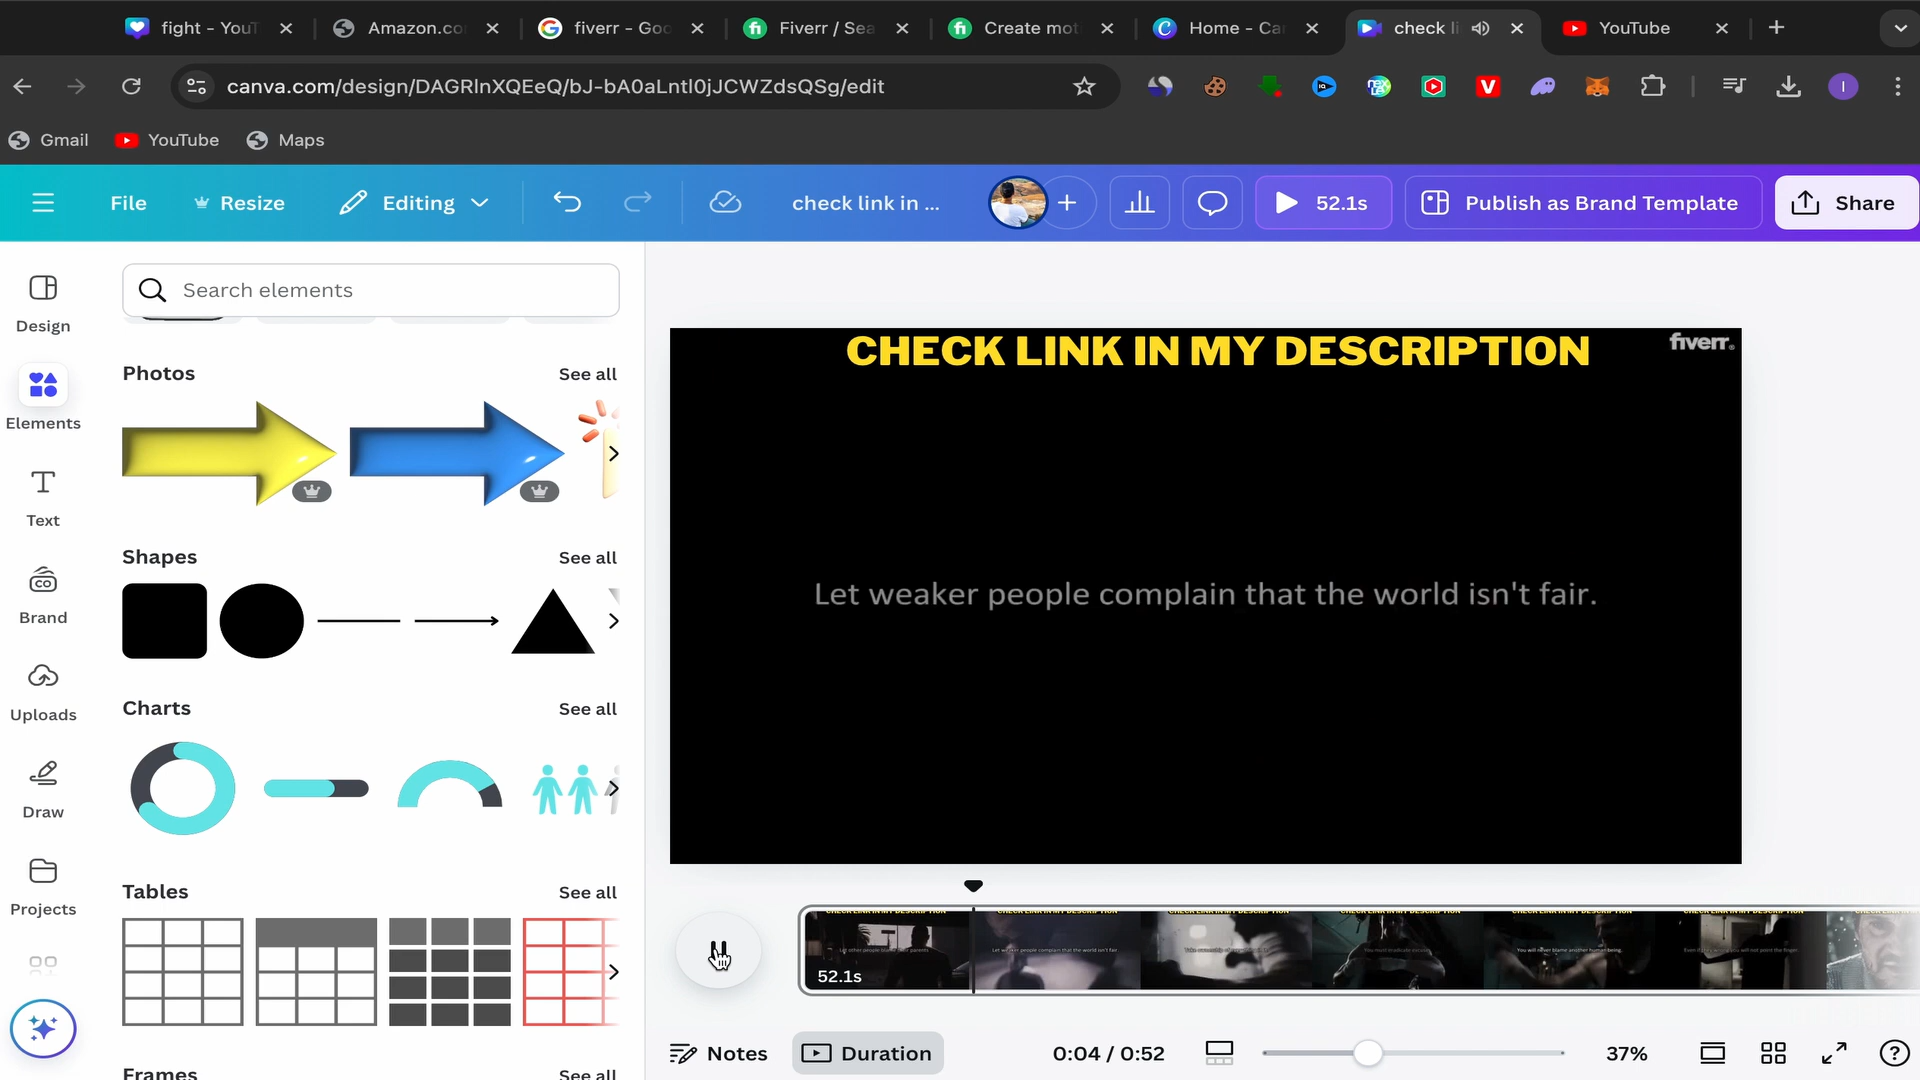 fight - YouT
Amazon.co
fiverr - Goo
Fiverr / Sea
Create mot
Home - Ca
check li
YouTube
canva.com/design/DAGRlnXQEeQ/bJ-bA0aLntl0jJCWZdsQSg/edit
Gmail
YouTube
Maps
File
Resize
Editing
check link in ...
52.1s
Publish as Brand Template
Share
Search elements
Design
Elements
Text
Brand
Uploads
Draw
Projects
Photos
See all
Shapes
See all
Charts
See all
Tables
See all
Frames
See all
CHECK LINK IN MY DESCRIPTION
fiverr.
Let weaker people complain that the world isn't fair.
52.1s
Notes
Duration
0:04 / 0:52
37%